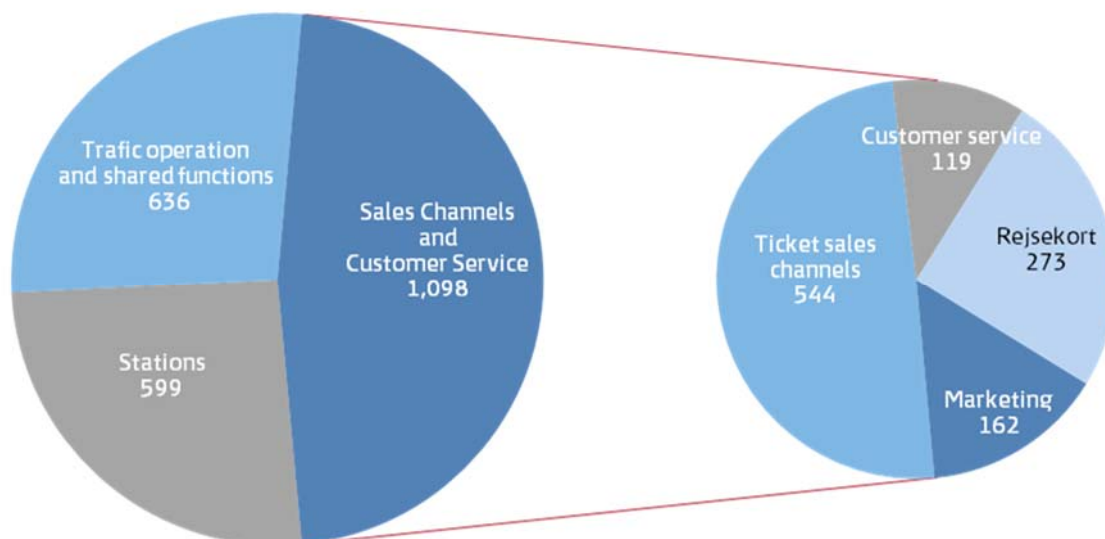 Trafic operation
and shared functions
636
Sales Channels
and
Customer Service
1,098
Stations
599
Customer service
119
Ticket sales
channels
544
Rejsekort
273
Marketing
162